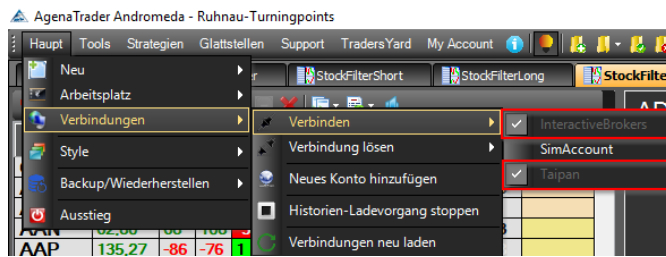 AgenaTrader Andromeda - Ruhnau-Turningpoints
Haupt Tools Strategien Glattstellen Support TradersYard My Account
StockFilterShort StockFilterLong StockFilte
Neu
Arbeitsplatz
Verbindungen
Style
Backup/Wiederherstellen
Ausstieg
Verbinden
Verbindung lösen
Neues Konto hinzufügen
Historien-Ladevorgang stoppen
Verbindungen neu laden
InteractiveBrokers
SimAccount
Taipan
AAP 135,27 -86 -76 1